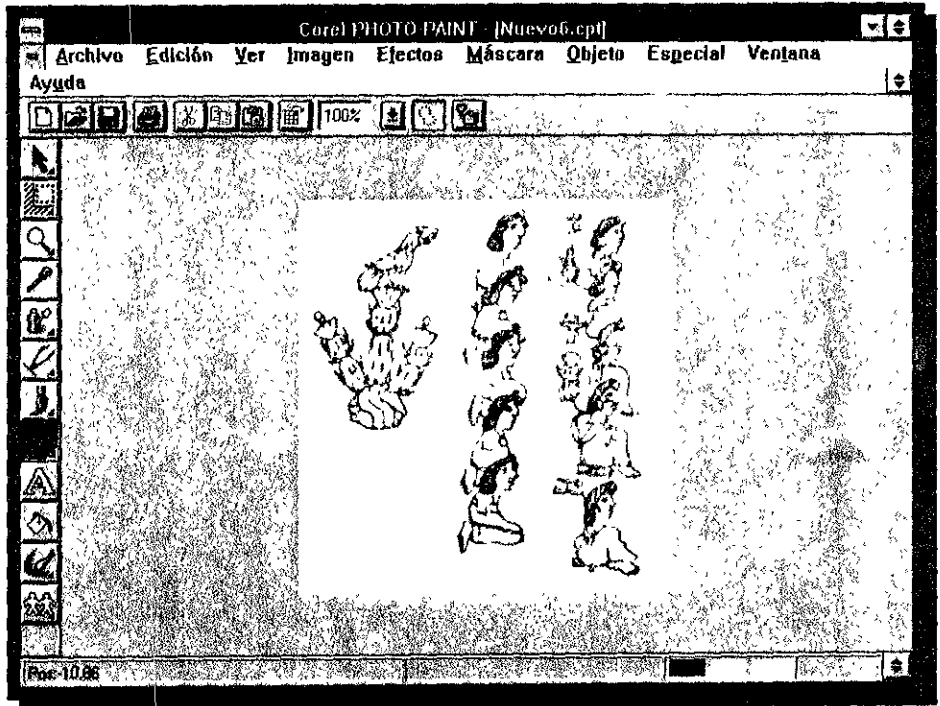 Corel PHOTO-PAINT - [Nuevo6.cpt]
Archivo Edición Ver Imagen Efectos Máscara Objeto Especial Ventana
Ayuda
100%
A